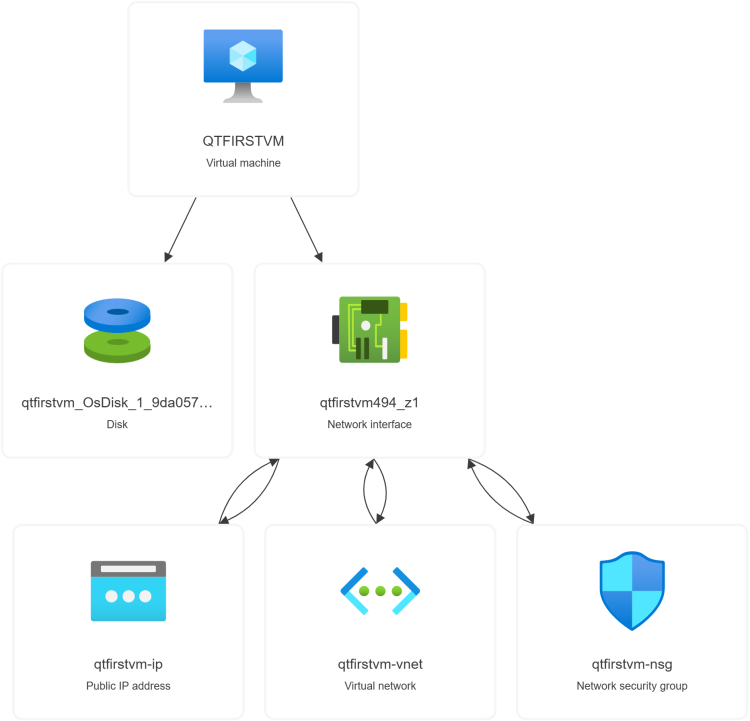 QTFIRSTVM
Virtual machine
qtfirstvm_OsDisk_1_9da057...
Disk
qtfirstvm494_z1
Network interface
qtfirstvm-ip
Public IP address
qtfirstvm-vnet
Virtual network
qtfirstvm-nsg
Network security group